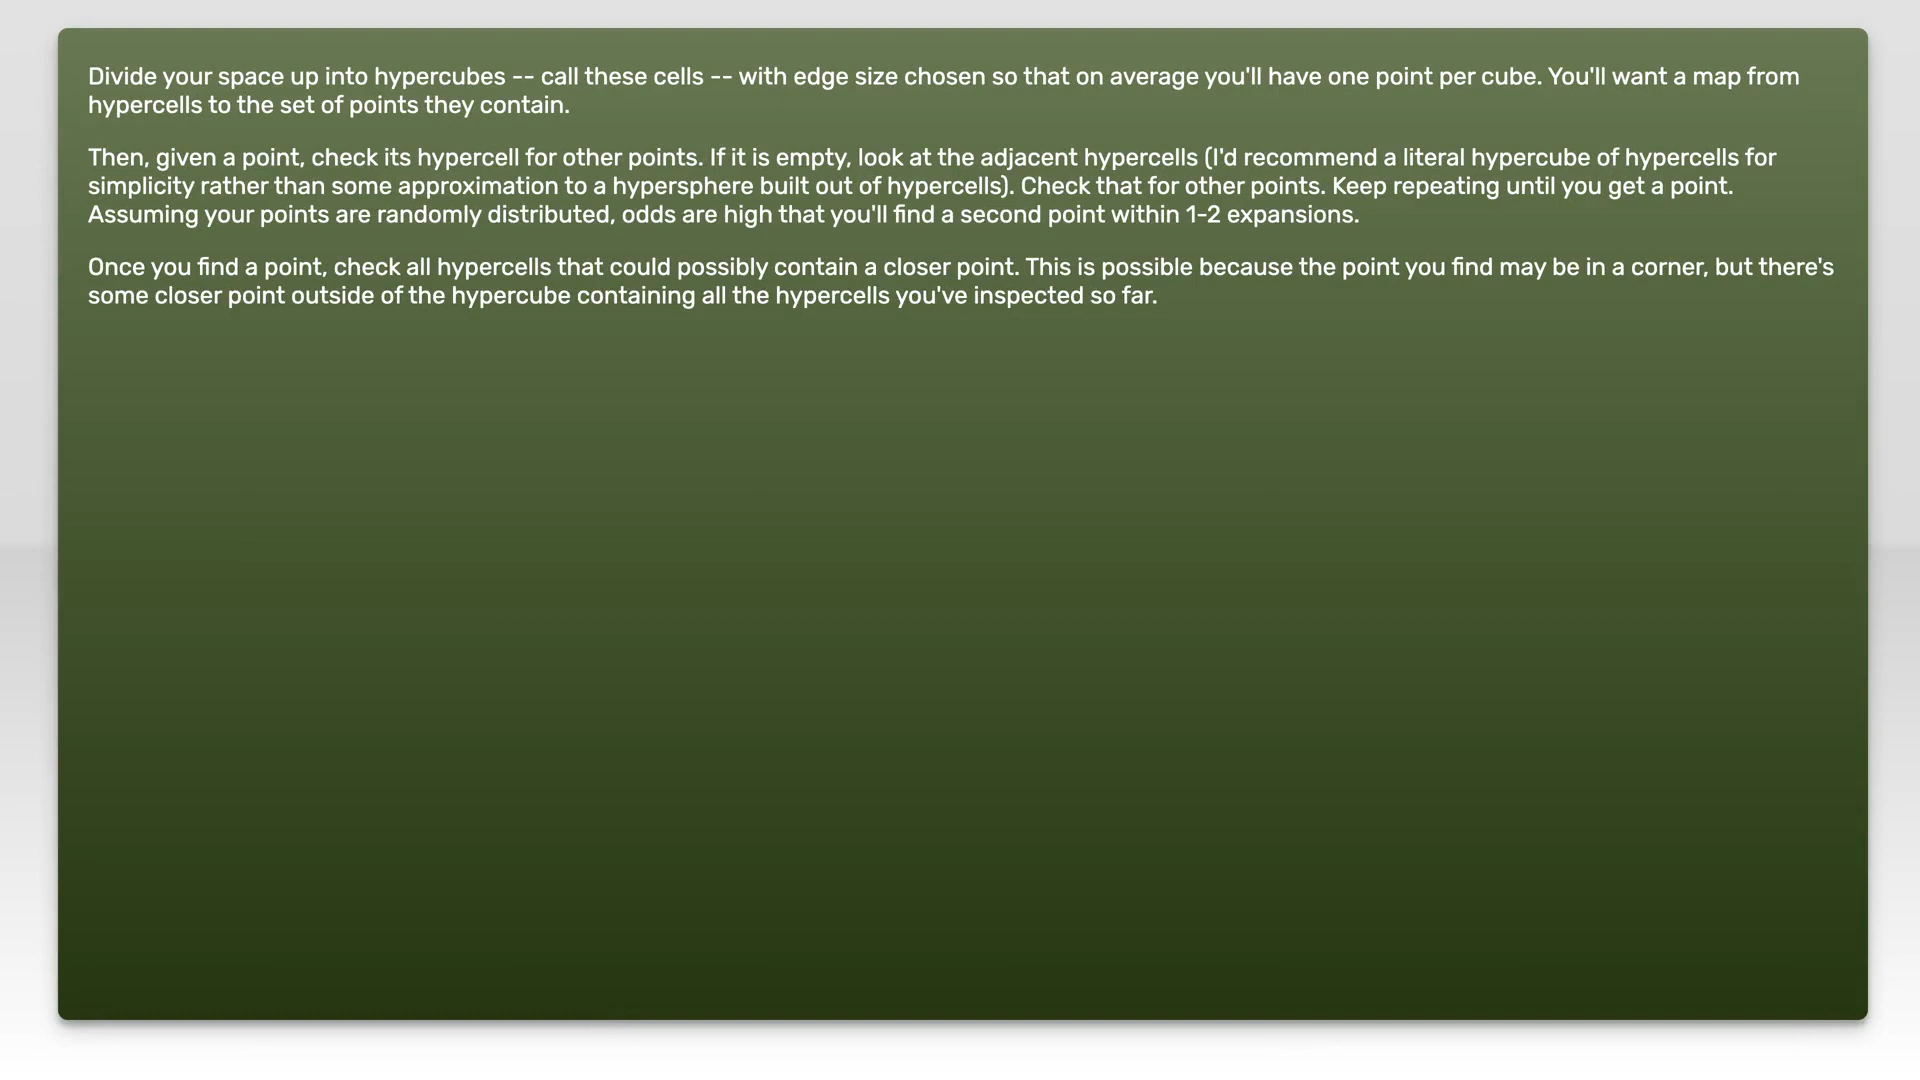 Divide your space up into hypercubes -- call these cells -- with edge size chosen so that on average you'll have one point per cube. You'll want a map from
hypercells to the set of points they contain.
Then, given a point, check its hypercell for other points. If it is empty, look at the adjacent hypercells (I'd recommend a literal hypercube of hypercells for
simplicity rather than some approximation to a hypersphere built out of hypercells). Check that for other points. Keep repeating until you get a point.
Assuming your points are randomly distributed, odds are high that you'll find a second point within 1-2 expansions.
Once you find a point, check all hypercells that could possibly contain a closer point. This is possible because the point you find may be in a corner, but there's
some closer point outside of the hypercube containing all the hypercells you've inspected so far.